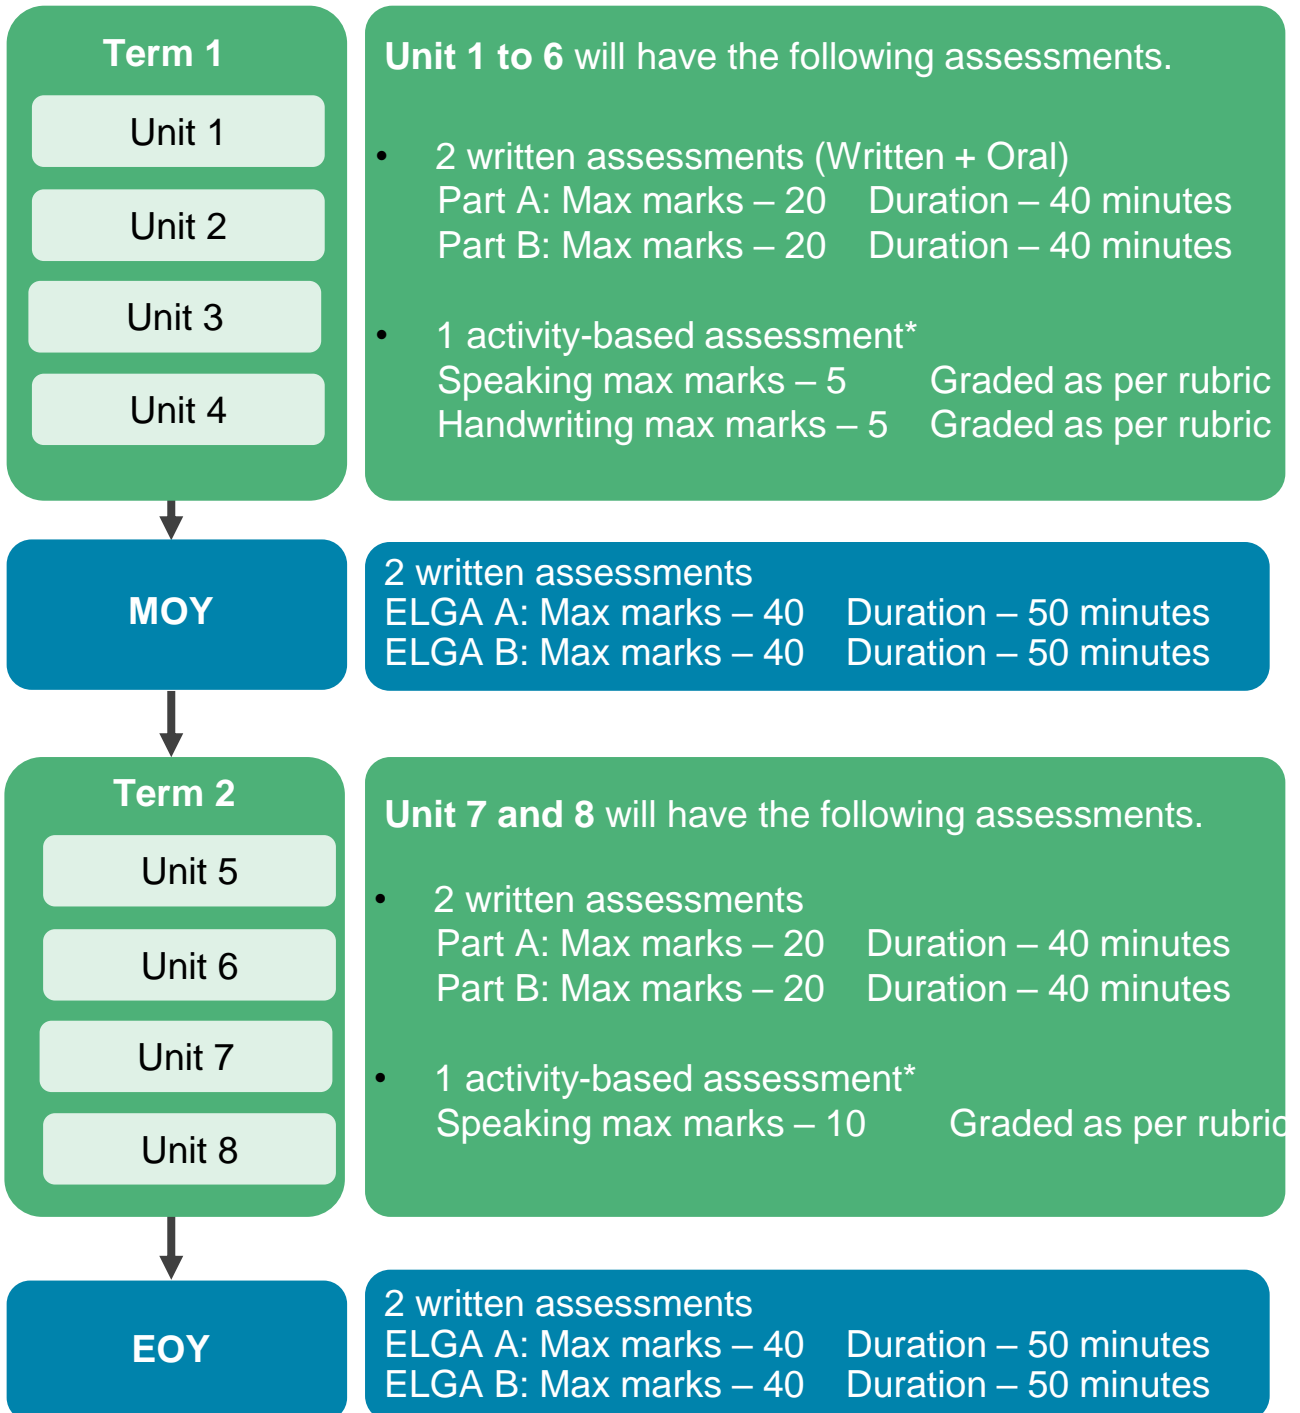 Term 1
Unit 1
Unit 2
Unit 3
Unit 4
Unit 1 to 6 will have the following assessments.
• 2 written assessments (Written + Oral)
Part A: Max marks – 20 Duration – 40 minutes
Part B: Max marks – 20 Duration – 40 minutes
• 1 activity-based assessment*
Speaking max marks – 5 Graded as per rubric
Handwriting max marks – 5 Graded as per rubric
MOY
2 written assessments
ELGA A: Max marks – 40 Duration – 50 minutes
ELGA B: Max marks – 40 Duration – 50 minutes
Term 2
Unit 5
Unit 6
Unit 7
Unit 8
Unit 7 and 8 will have the following assessments.
• 2 written assessments
Part A: Max marks – 20 Duration – 40 minutes
Part B: Max marks – 20 Duration – 40 minutes
• 1 activity-based assessment*
Speaking max marks – 10 Graded as per rubric
EOY
2 written assessments
ELGA A: Max marks – 40 Duration – 50 minutes
ELGA B: Max marks – 40 Duration – 50 minutes